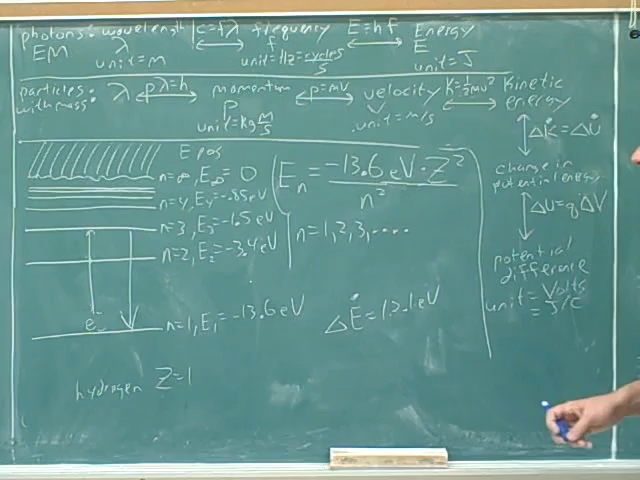 photons: wavelength c=fλ frequency E=hf Energy
EM λ f E
unit=m unit=Hz=cycles/s unit=J
particles with mass: λ pλ=h momentum p=mv velocity K=½mv² Kinetic energy
p v
unit=kg m/s unit=m/s
ΔK=ΔU
change in potential energy
ΔU=qΔV
potential difference
unit=Volts
=J/C
E pos
n=∞, E∞=0
n=4, E4=-.85eV
n=3, E3=-1.5eV
n=2, E2=-3.4eV
n=1, E1=-13.6eV
e-
En = -13.6eV·Z²/n²
n=1,2,3,....
ΔE=12.1eV
hydrogen Z=1